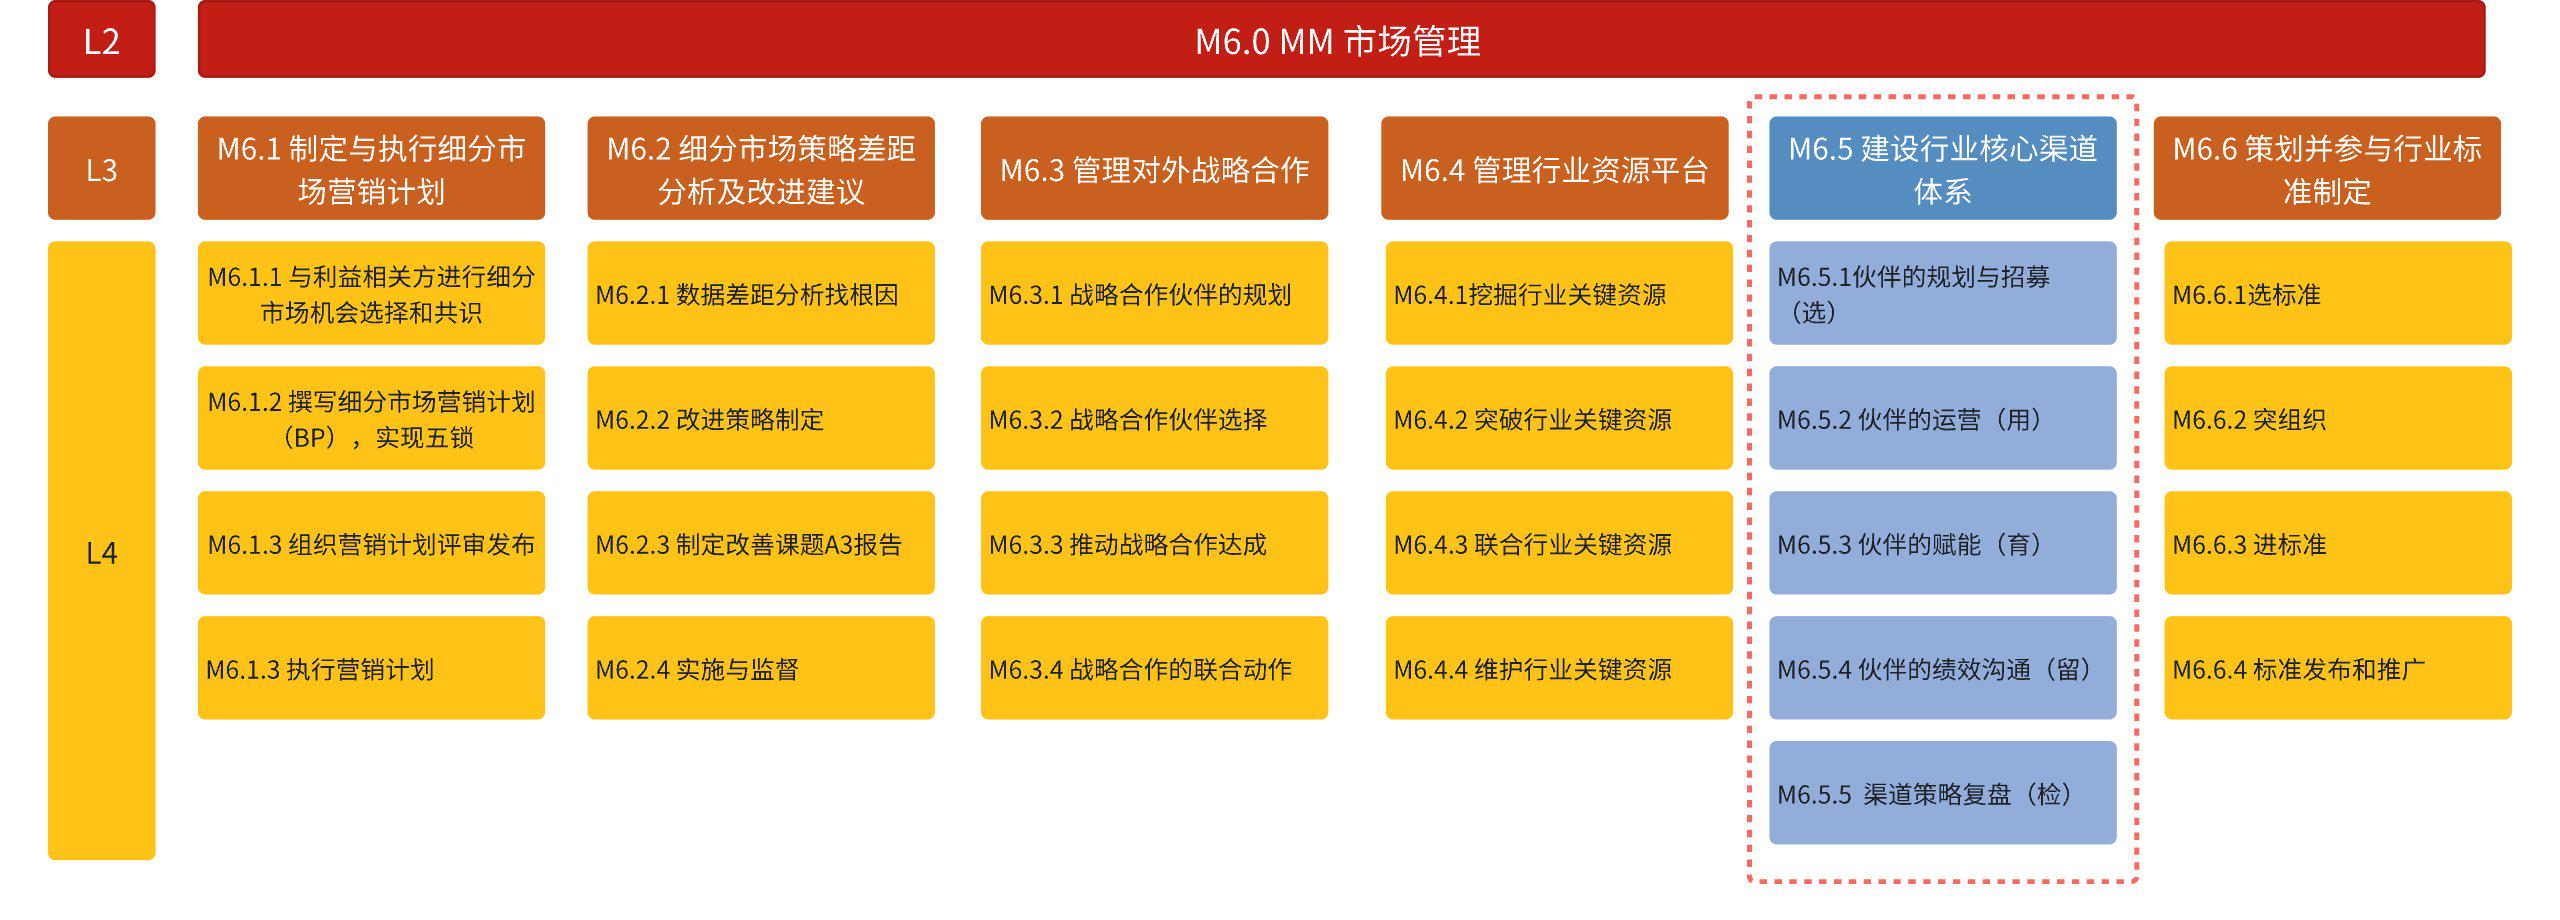 L2
M6.0 MM 市场管理
L3
M6.1 制定与执行细分市
场营销计划
M6.2 细分市场策略差距
分析及改进建议
M6.3 管理对外战略合作
M6.4 管理行业资源平台
M6.5 建设行业核心渠道
体系
M6.6 策划并参与行业标
准制定
L4
M6.1.1 与利益相关方进行细分
市场机会选择和共识
M6.1.2 撰写细分市场营销计划
（BP），实现五锁
M6.1.3 组织营销计划评审发布
M6.1.3 执行营销计划
M6.2.1 数据差距分析找根因
M6.2.2 改进策略制定
M6.2.3 制定改善课题A3报告
M6.2.4 实施与监督
M6.3.1 战略合作伙伴的规划
M6.3.2 战略合作伙伴选择
M6.3.3 推动战略合作达成
M6.3.4 战略合作的联合动作
M6.4.1挖掘行业关键资源
M6.4.2 突破行业关键资源
M6.4.3 联合行业关键资源
M6.4.4 维护行业关键资源
M6.5.1伙伴的规划与招募
（选）
M6.5.2 伙伴的运营（用）
M6.5.3 伙伴的赋能（育）
M6.5.4 伙伴的绩效沟通（留）
M6.5.5 渠道策略复盘（检）
M6.6.1选标准
M6.6.2 突组织
M6.6.3 进标准
M6.6.4 标准发布和推广